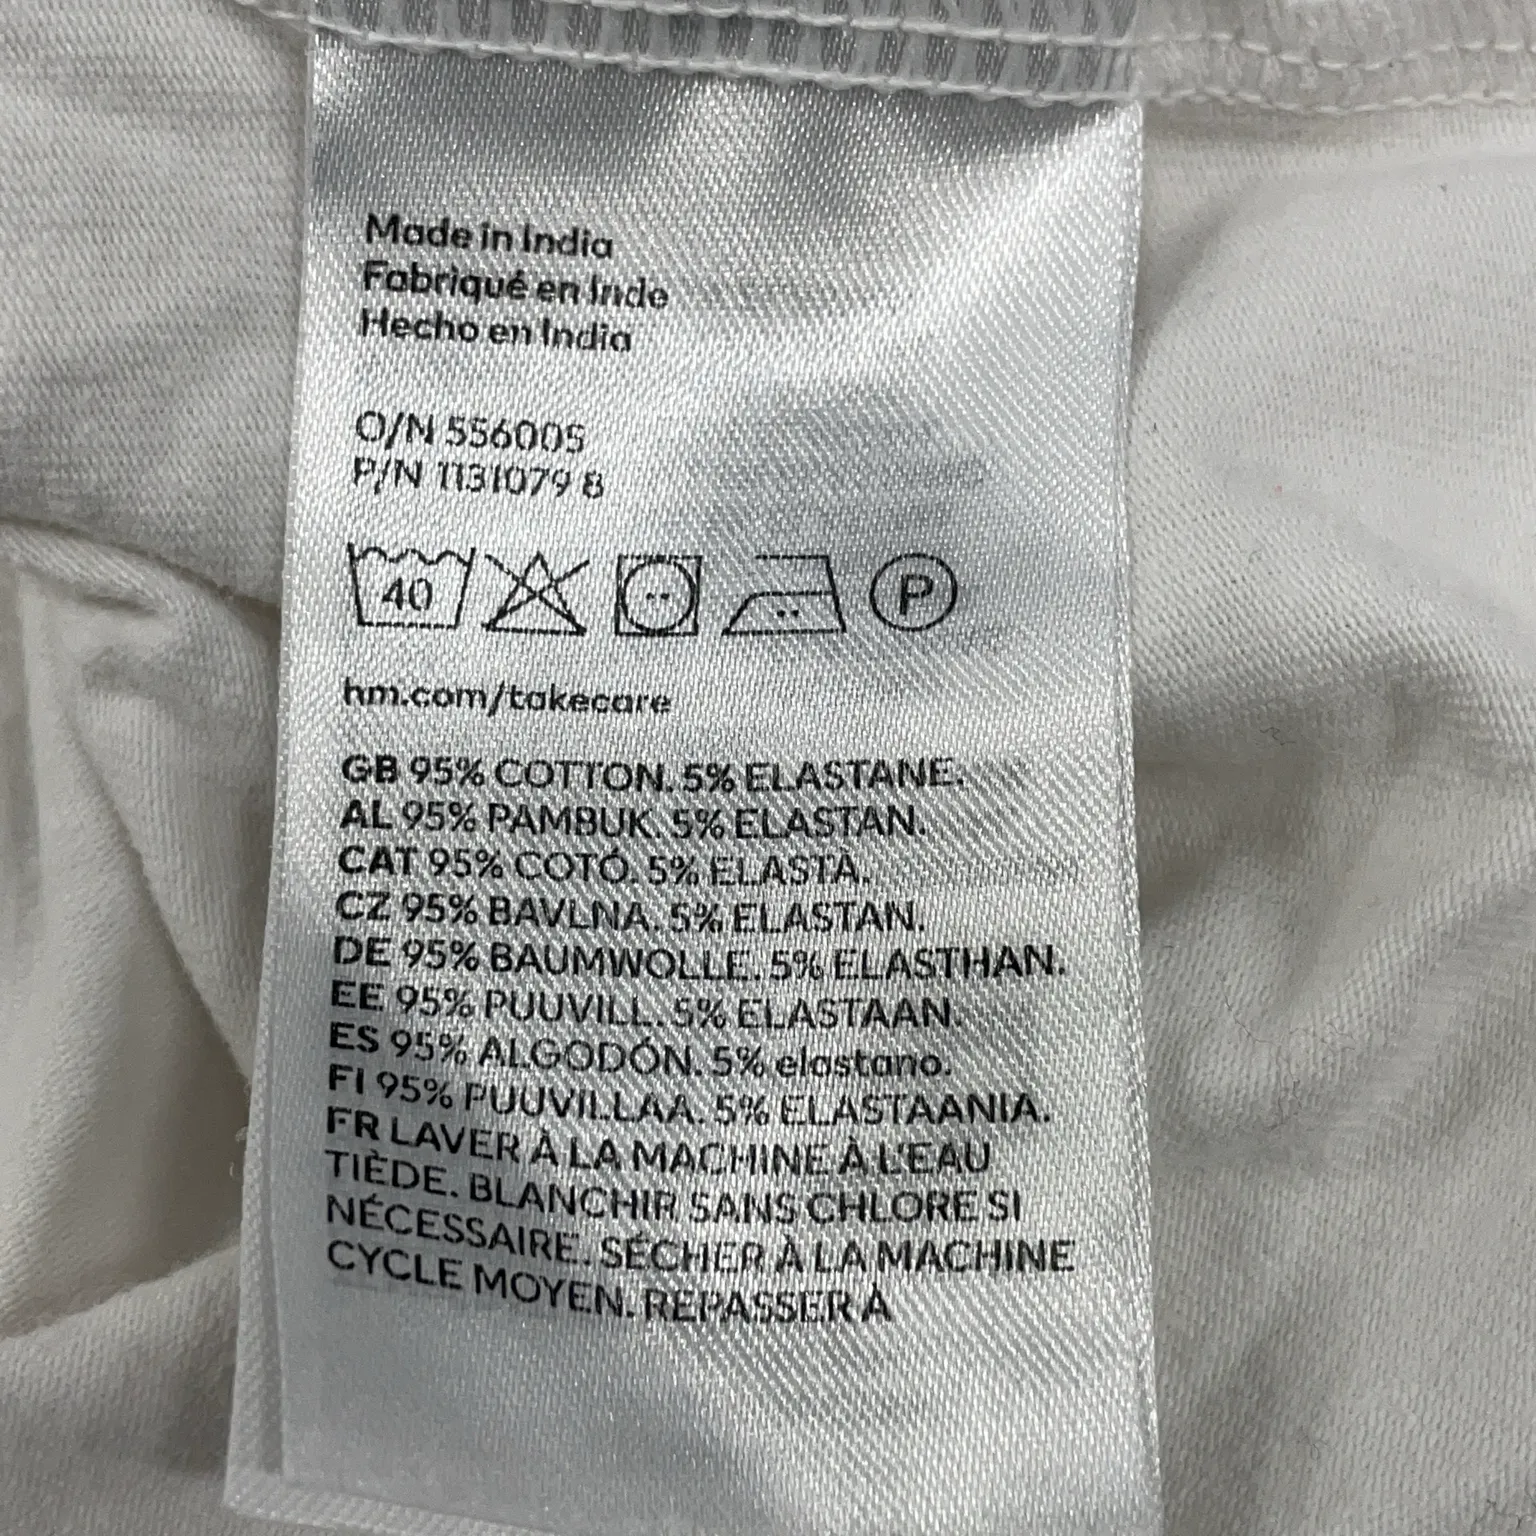 Made in India
Fabriqué en Inde
Hecho en India
O/N 556005
P/N 1131079 8
40 P
hm.com/takecare
GB 95% COTTON. 5% ELASTANE.
AL 95% PAMBUK. 5% ELASTAN.
CAT 95% COTÓ. 5% ELASTÀ.
CZ 95% BAVLNA. 5% ELASTAN.
DE 95% BAUMWOLLE. 5% ELASTHAN.
EE 95% PUUVILL. 5% ELASTAAN.
ES 95% ALGODÓN. 5% elastano.
FI 95% PUUVILLAA. 5% ELASTAANIA.
FR LAVER À LA MACHINE À L'EAU
TIÈDE. BLANCHIR SANS CHLORE SI
NÉCESSAIRE. SÉCHER À LA MACHINE
CYCLE MOYEN. REPASSER À